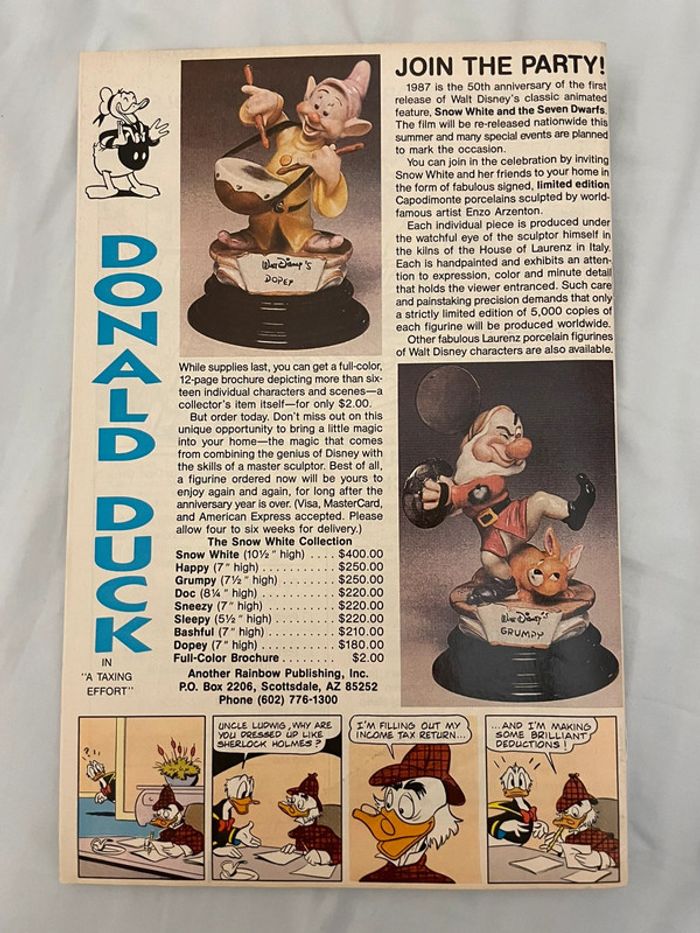 DONALD DUCK
IN
"A TAXING
EFFORT"
Walt Disney's
DOPEY
JOIN THE PARTY!
1987 is the 50th anniversary of the first
release of Walt Disney's classic animated
feature, Snow White and the Seven Dwarfs.
The film will be re-released nationwide this
summer and many special events are planned
to mark the occasion.
You can join in the celebration by inviting
Snow White and her friends to your home in
the form of fabulous signed, limited edition
Capodimonte porcelains sculpted by world-
famous artist Enzo Arzenton.
Each individual piece is produced under
the watchful eye of the sculptor himself in
the kilns of the House of Laurenz in Italy.
Each is handpainted and exhibits an atten-
tion to expression, color and minute detail
that holds the viewer entranced. Such care
and painstaking precision demands that only
a strictly limited edition of 5,000 copies of
each figurine will be produced worldwide.
Other fabulous Laurenz porcelain figurines
of Walt Disney characters are also available.
While supplies last, you can get a full-color,
12-page brochure depicting more than six-
teen individual characters and scenes—a
collector's item itself—for only $2.00.
But order today. Don't miss out on this
unique opportunity to bring a little magic
into your home—the magic that comes
from combining the genius of Disney with
the skills of a master sculptor. Best of all,
a figurine ordered now will be yours to
enjoy again and again, for long after the
anniversary year is over. (Visa, MasterCard,
and American Express accepted. Please
allow four to six weeks for delivery.)
The Snow White Collection
Snow White (10½" high) .... $400.00
Happy (7" high) .......... $250.00
Grumpy (7½" high) ........ $250.00
Doc (8¼" high) ........... $220.00
Sneezy (7" high) ......... $220.00
Sleepy (5½" high) ........ $220.00
Bashful (7" high) ........ $210.00
Dopey (7" high) .......... $180.00
Full-Color Brochure ........ $2.00
Another Rainbow Publishing, Inc.
P.O. Box 2206, Scottsdale, AZ 85252
Phone (602) 776-1300
Walt Disney's
GRUMPY
? ! ,
UNCLE LUDWIG, WHY ARE
YOU DRESSED UP LIKE
SHERLOCK HOLMES?
I'M FILLING OUT MY
INCOME TAX RETURN...
...AND I'M MAKING
SOME BRILLIANT
DEDUCTIONS!